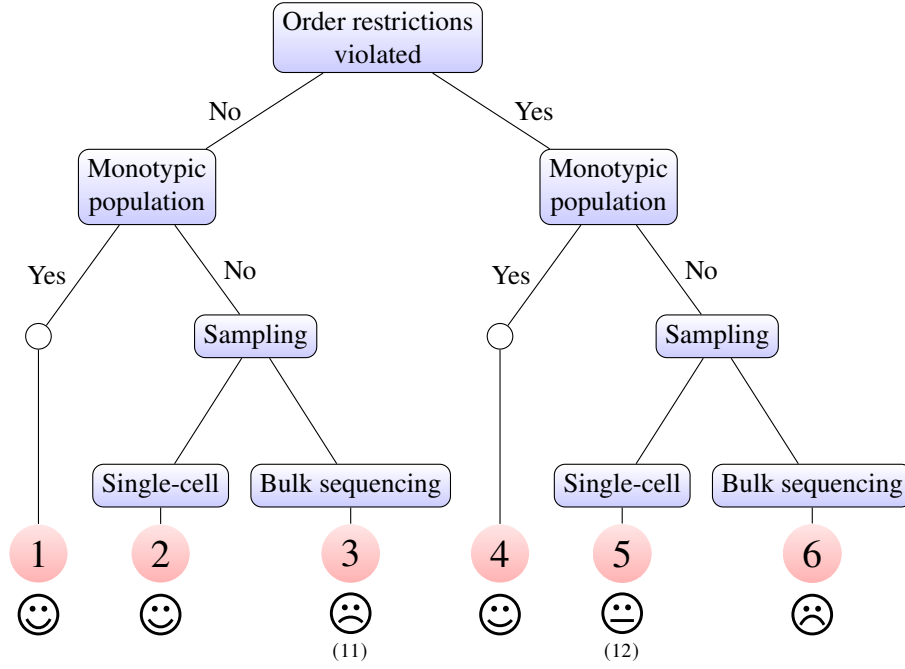 Order restrictions
violated
No
Yes
Monotypic
population
Monotypic
population
Yes
No
Yes
No
Sampling
Sampling
Single-cell
Bulk sequencing
Single-cell
Bulk sequencing
1
2
3
4
5
6
(11)
(12)